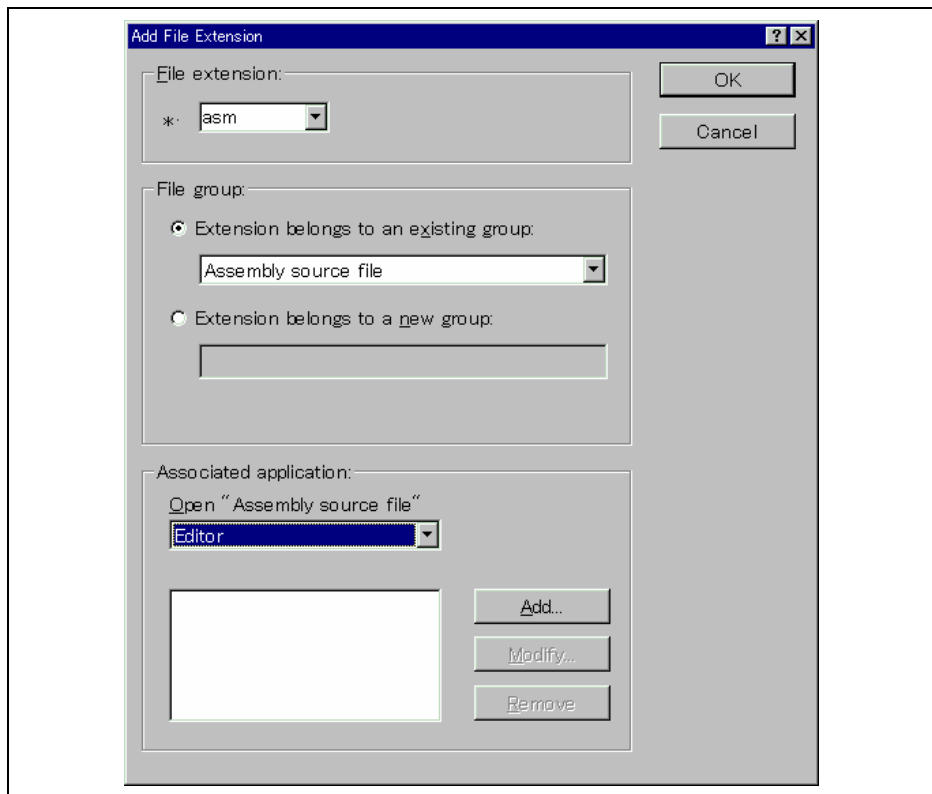 Add File Extension
File extension:
OK
*. asm
Cancel
File group:
Extension belongs to an existing group:
Assembly source file
Extension belongs to a new group:
Associated application:
Open "Assembly source file"
Editor
Add...
Modify...
Remove